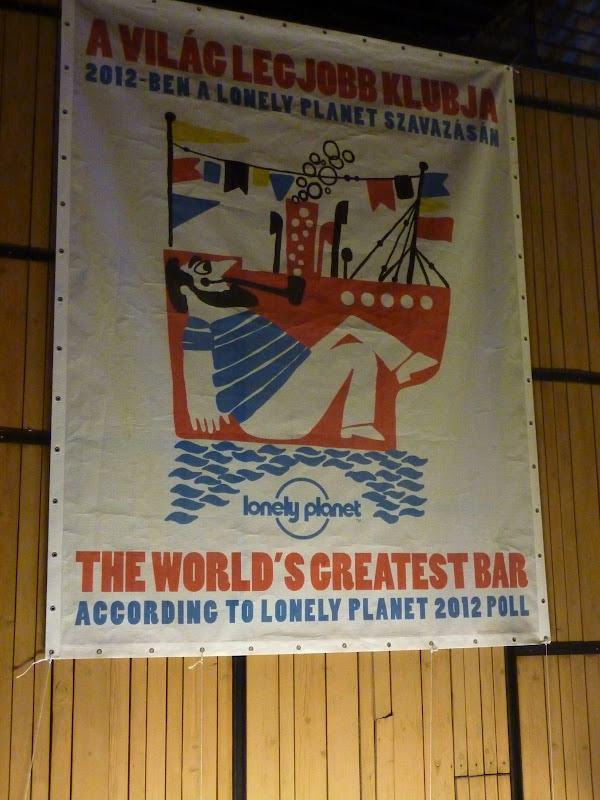 A VILÁG LEGJOBB KLUBJA
2012-BEN A LONELY PLANET SZAVAZÁSÁN
lonely planet
THE WORLD'S GREATEST BAR
ACCORDING TO LONELY PLANET 2012 POLL